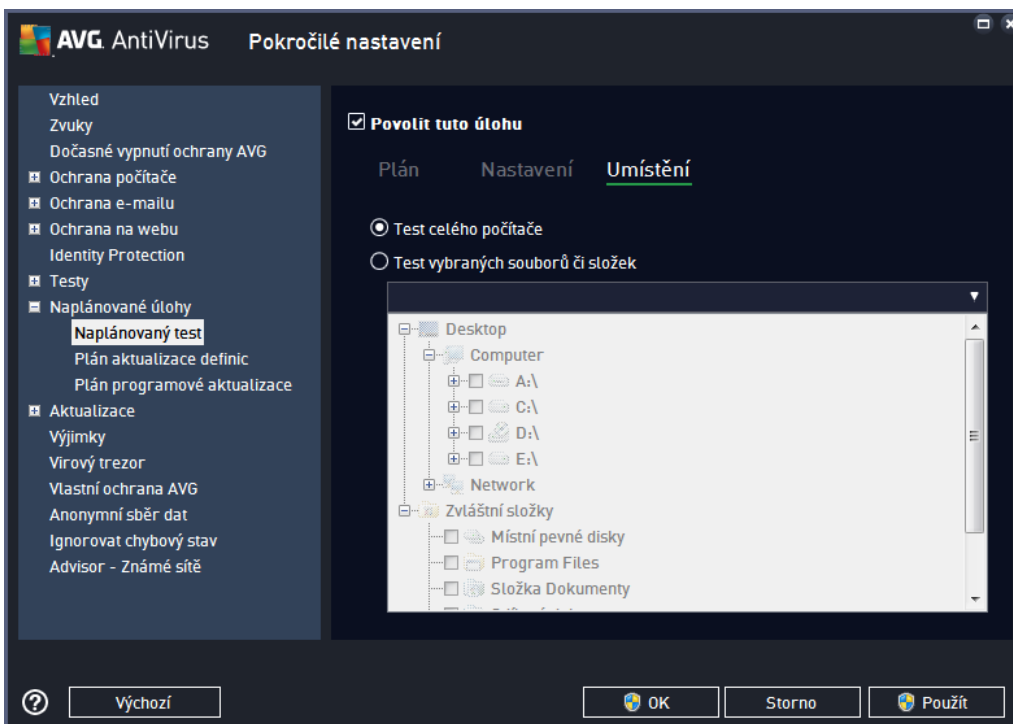 AVG. AntiVirus Pokročilé nastavení
Vzhled
Zvuky
Dočasné vypnutí ochrany AVG
Ochrana počítače
Ochrana e-mailu
Ochrana na webu
Identity Protection
Testy
Naplánované úlohy
Naplánovaný test
Plán aktualizace definic
Plán programové aktualizace
Aktualizace
Výjimky
Virový trezor
Vlastní ochrana AVG
Anonymní sběr dat
Ignorovat chybový stav
Advisor - Známé sítě
Povolit tuto úlohu
Plán Nastavení Umístění
Test celého počítače
Test vybraných souborů či složek
Desktop
Computer
A:\
C:\
D:\
E:\
Network
Zvláštní složky
Místní pevné disky
Program Files
Složka Dokumenty
Výchozí OK Storno Použít